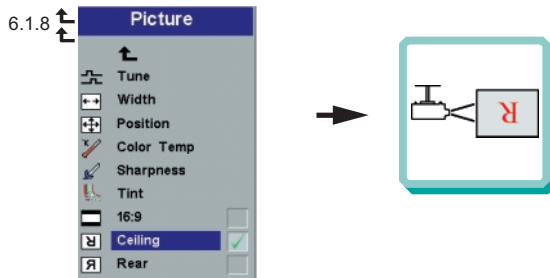 6.1.8
Picture
Tune
Width
Position
Color Temp
Sharpness
Tint
16:9
R Ceiling
R Rear
R